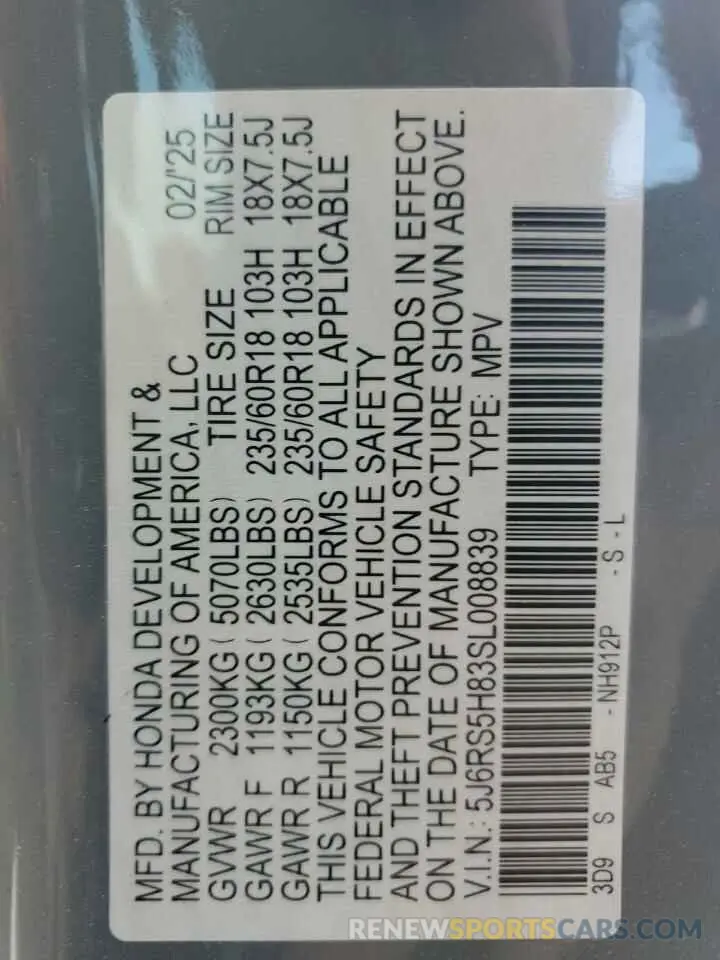 MFD. BY HONDA DEVELOPMENT & 02/'25
MANUFACTURING OF AMERICA, LLC
GVWR 2300KG ( 5070LBS) TIRE SIZE RIM SIZE
GAWR F 1193KG ( 2630LBS) 235/60R18 103H 18X7.5J
GAWR R 1150KG ( 2535LBS) 235/60R18 103H 18X7.5J
THIS VEHICLE CONFORMS TO ALL APPLICABLE
FEDERAL MOTOR VEHICLE SAFETY
AND THEFT PREVENTION STANDARDS IN EFFECT
ON THE DATE OF MANUFACTURE SHOWN ABOVE.
V.I.N.: 5J6RS5H83SL008839 TYPE: MPV
3D9 S AB5 - NH912P - S - L
RENEWSPORTSCARS.COM